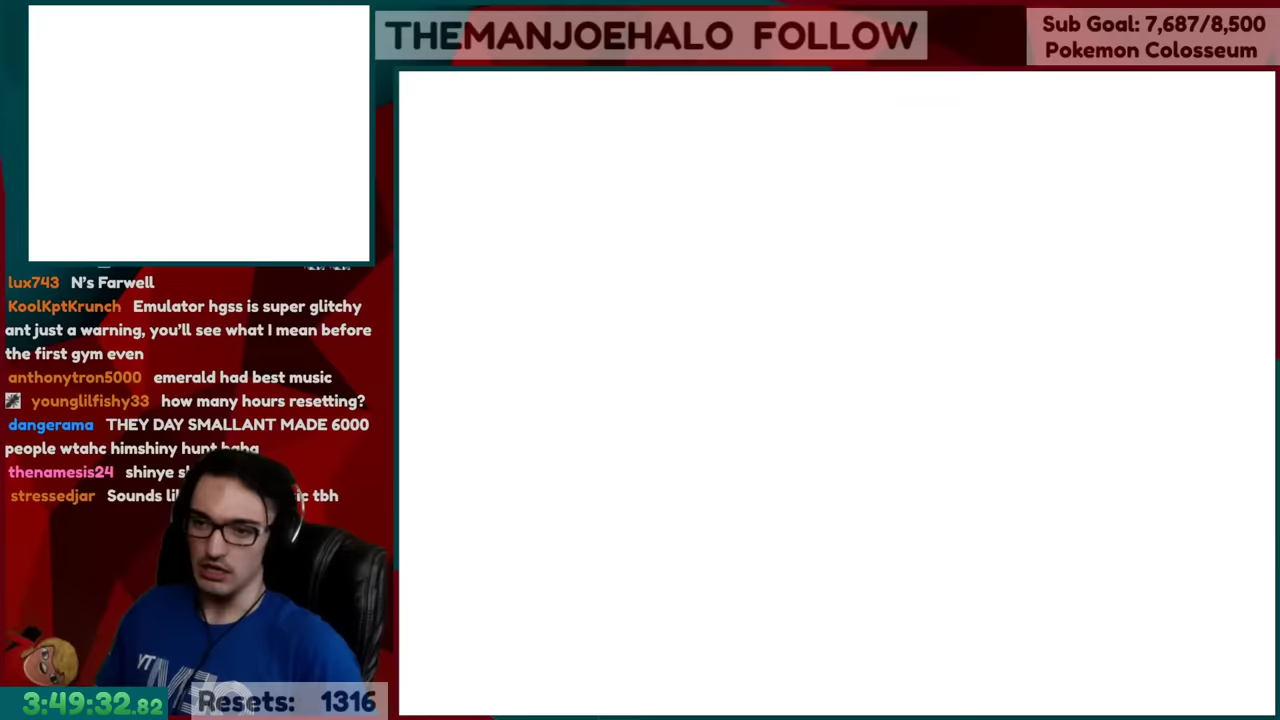 THEMANJOEHALO FOLLOW
Sub Goal: 7,687/8,500
Pokemon Colosseum
lux743 N's Farwell
KoolKptKrunch Emulator hgss is super glitchy
ant just a warning, you'll see what I mean before
the first gym even
anthonytron5000 emerald had best music
younglilfishy33 how many hours resetting?
dangerama THEY DAY SMALLANT MADE 6000
people wtahc himshiny hunt haha
thenamesis24 shinye
stressedjar Sounds tbh
YT
3:49:32.82
Resets: 1316